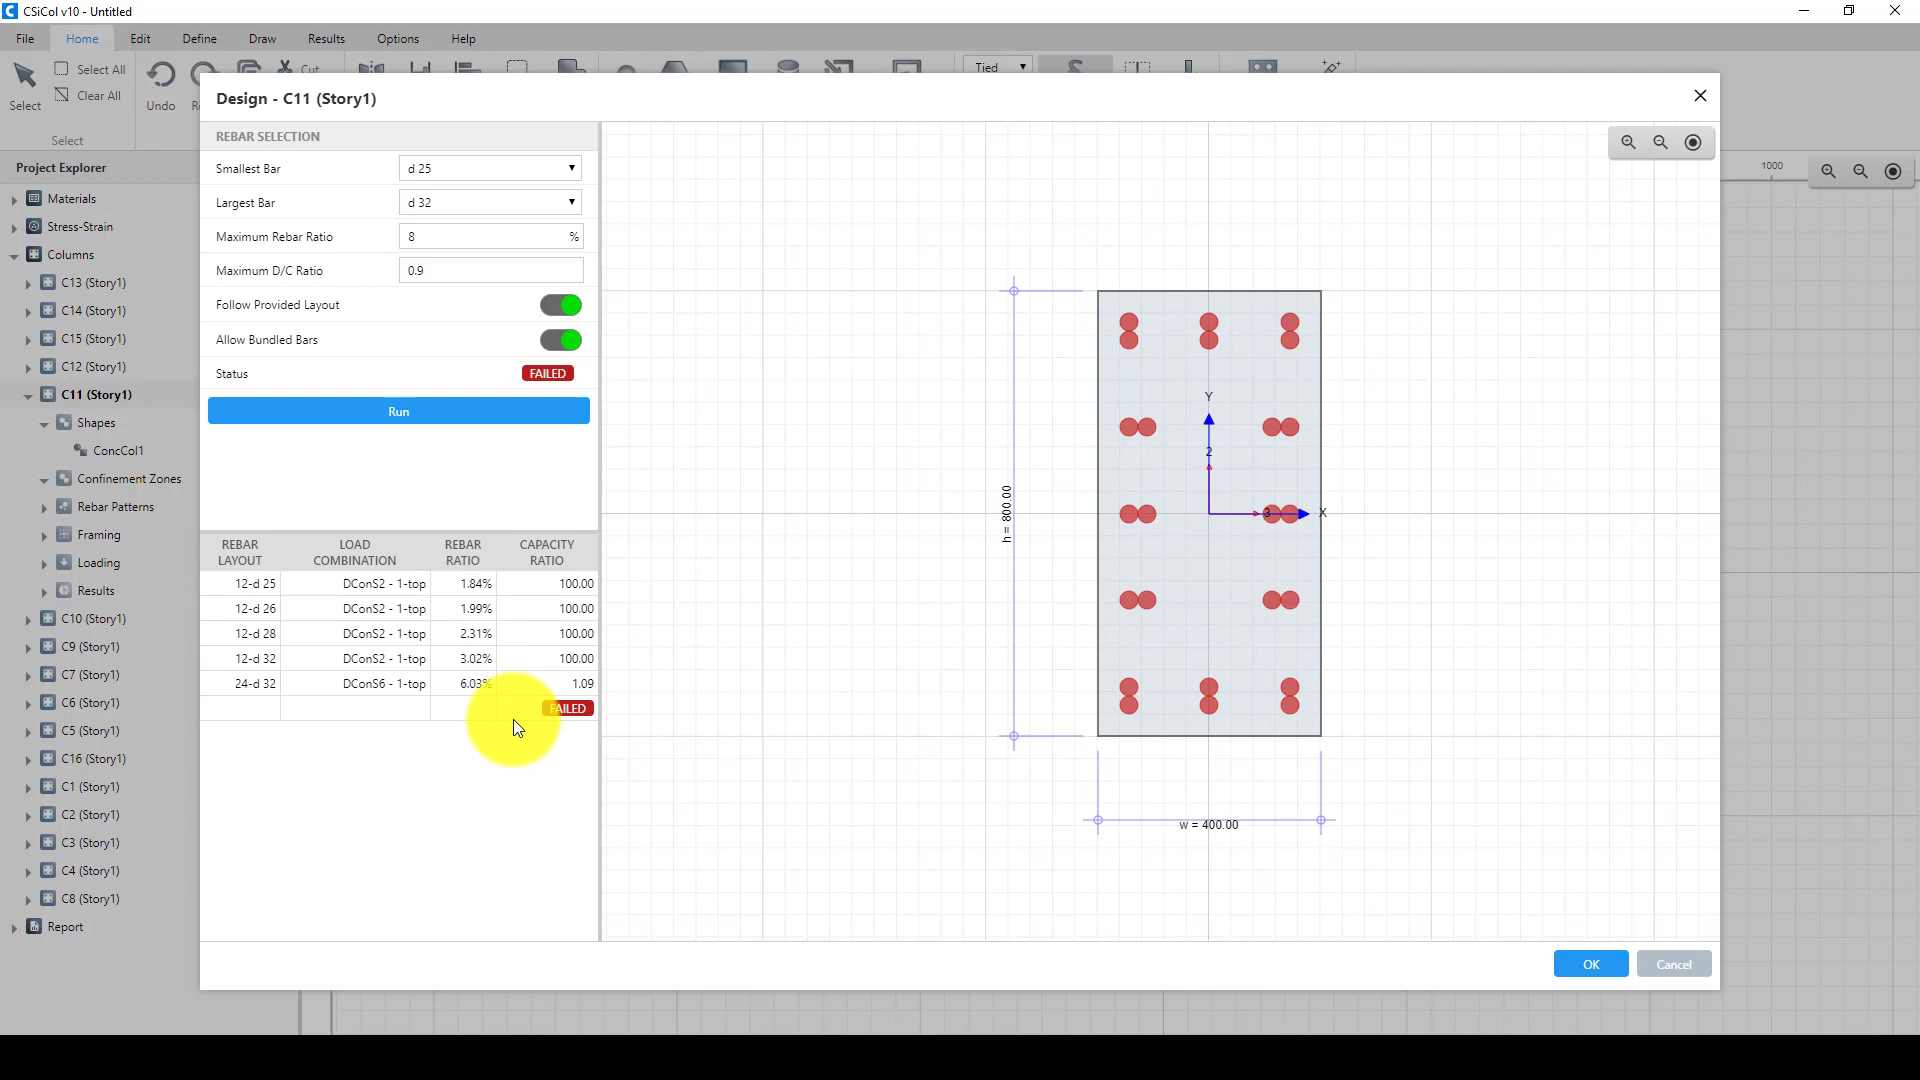 CSiCol v10 - Untitled
File Home Edit Define Draw Results Options Help
Select All Cut Tied
Clear All
Select Undo
Select
Design - C11 (Story1)
REBAR SELECTION
Smallest Bar d 25
Largest Bar d 32
Maximum Rebar Ratio 8 %
Maximum D/C Ratio 0.9
Follow Provided Layout
Allow Bundled Bars
Status FAILED
Run
REBAR LAYOUT LOAD COMBINATION REBAR RATIO CAPACITY RATIO
12-d 25 DConS2 - 1-top 1.84% 100.00
12-d 26 DConS2 - 1-top 1.99% 100.00
12-d 28 DConS2 - 1-top 2.31% 100.00
12-d 32 DConS2 - 1-top 3.02% 100.00
24-d 32 DConS6 - 1-top 6.03% 1.09
FAILED
Project Explorer
Materials
Stress-Strain
Columns
C13 (Story1)
C14 (Story1)
C15 (Story1)
C12 (Story1)
C11 (Story1)
Shapes
ConcCol1
Confinement Zones
Rebar Patterns
Framing
Loading
Results
C10 (Story1)
C9 (Story1)
C7 (Story1)
C6 (Story1)
C5 (Story1)
C16 (Story1)
C1 (Story1)
C2 (Story1)
C3 (Story1)
C4 (Story1)
C8 (Story1)
Report
1000
Y
2
3
X
h = 800.00
w = 400.00
OK Cancel